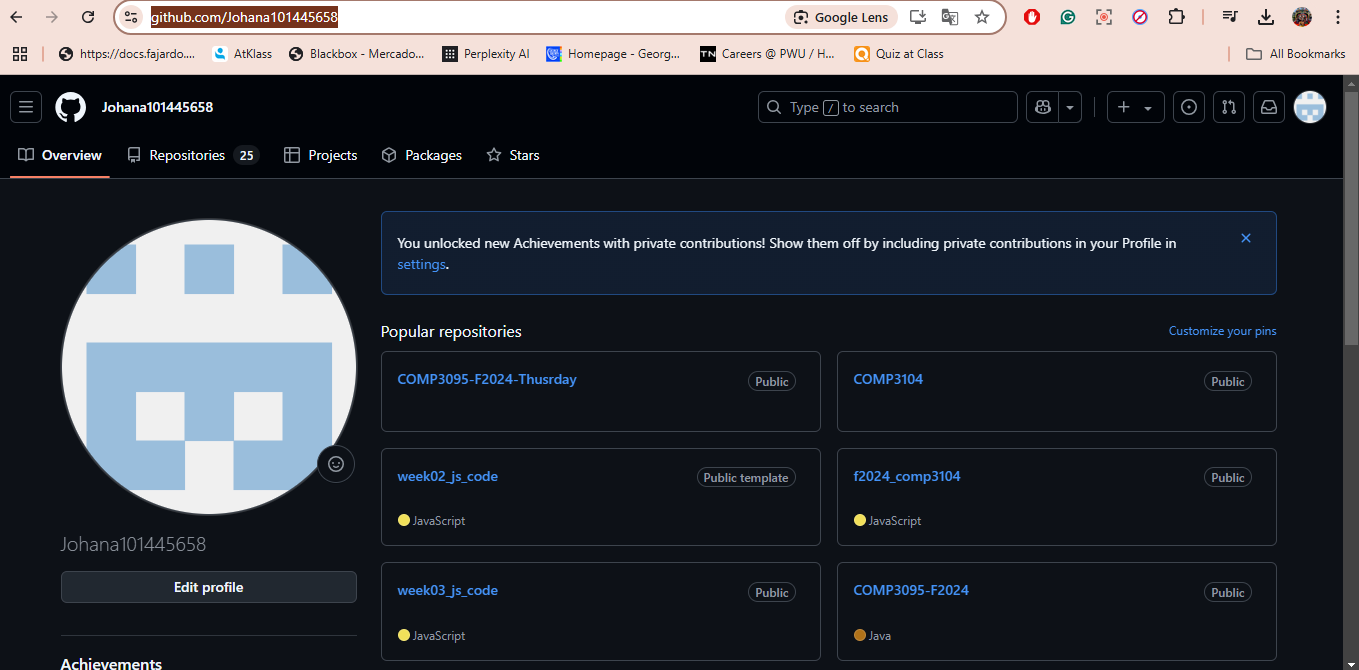 github.com/Johana101445658
Google Lens
https://docs.fajardo....
AtKlass
Blackbox - Mercado...
Perplexity AI
Homepage - Georg...
TN Careers @ PWU / H...
Quiz at Class
All Bookmarks
Johana101445658
Type / to search
Overview
Repositories 25
Projects
Packages
Stars
You unlocked new Achievements with private contributions! Show them off by including private contributions in your Profile in
settings.
Popular repositories
Customize your pins
COMP3095-F2024-Thusrday
Public
COMP3104
Public
week02_js_code
Public template
JavaScript
f2024_comp3104
Public
JavaScript
week03_js_code
Public
JavaScript
COMP3095-F2024
Public
Java
Johana101445658
Edit profile
Achievements